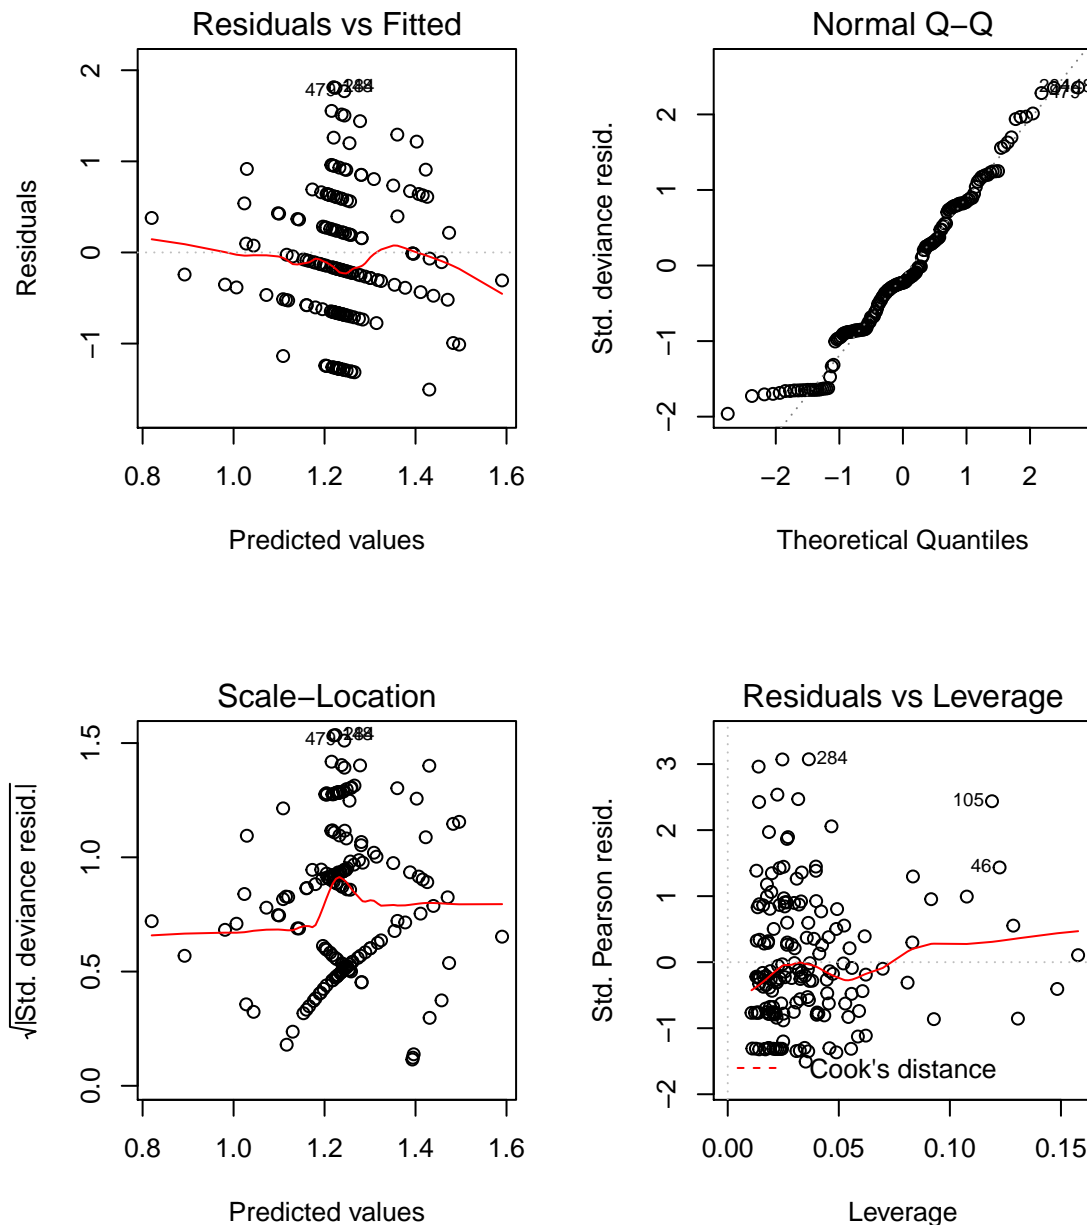 Residuals vs Fitted
Residuals
2
1
0
−1
479
0.8 1.0 1.2 1.4 1.6
Predicted values
Normal Q−Q
Std. deviance resid.
2
1
0
−1
−2
479
−2 −1 0 1 2
Theoretical Quantiles
Scale−Location
√|Std. deviance resid.|
1.5
1.0
0.5
0.0
479
0.8 1.0 1.2 1.4 1.6
Predicted values
Residuals vs Leverage
Std. Pearson resid.
3
2
1
0
−1
−2
284
105
46
Cook's distance
0.00 0.05 0.10 0.15
Leverage